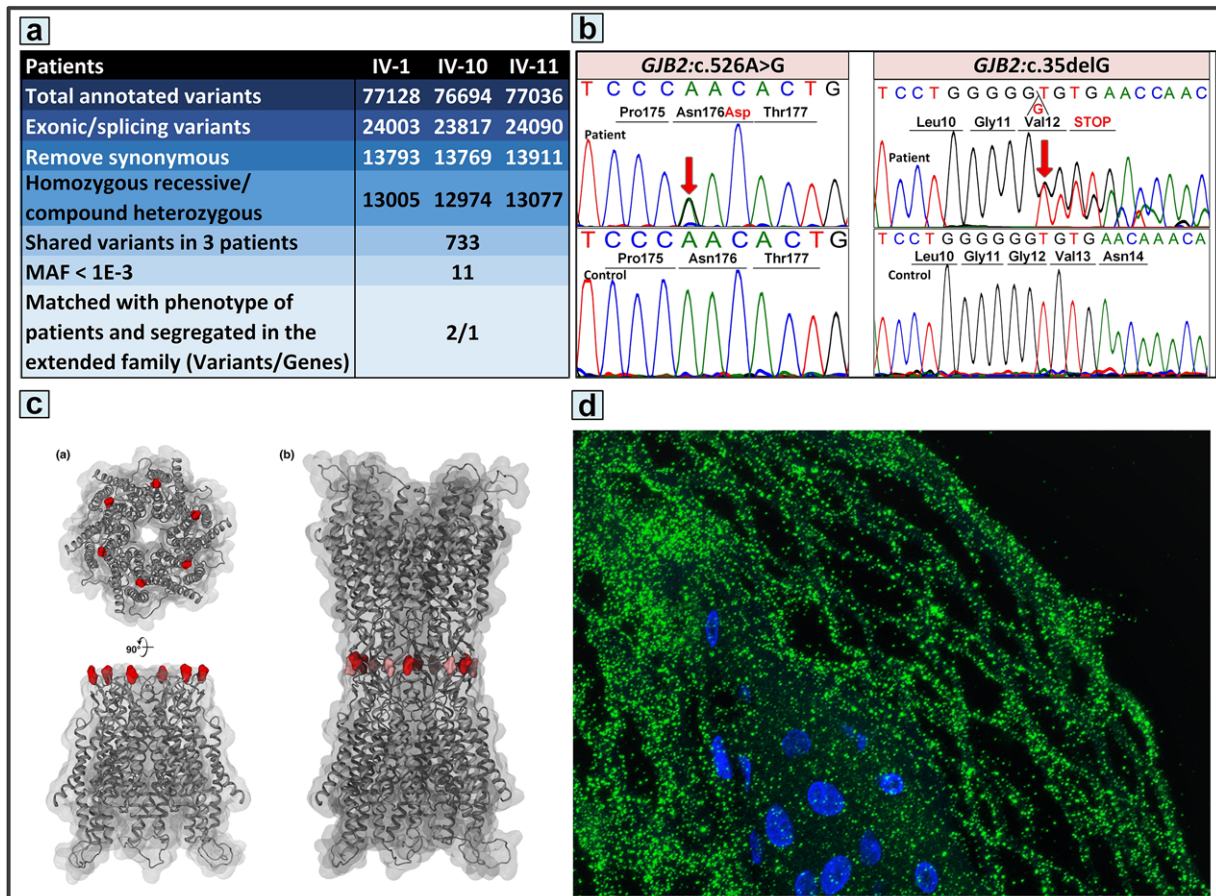 a
Patients IV-1 IV-10 IV-11
Total annotated variants 77128 76694 77036
Exonic/splicing variants 24003 23817 24090
Remove synonymous 13793 13769 13911
Homozygous recessive/
compound heterozygous 13005 12974 13077
Shared variants in 3 patients 733
MAF < 1E-3 11
Matched with phenotype of
patients and segregated in the
extended family (Variants/Genes) 2/1
b
GJB2:c.526A>G
T C C C A A C A C T G
Pro175 Asn176Asp Thr177
Patient
T C C C A A C A C T G
Pro175 Asn176 Thr177
Control
GJB2:c.35delG
T C C T G G G G G T G T G A A C C A A C
G
Leu10 Gly11 Val12 STOP
Patient
T C C T G G G G G G T G T G A A C A A A C A
Leu10 Gly11 Gly12 Val13 Asn14
Control
c
(a)
90°
(b)
d